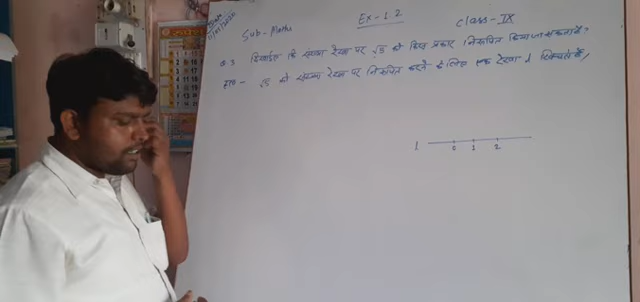 Sub - Maths Ex - 1.2 Class - IX
Q.3 दिखाइए कि संख्या रेखा पर √5 को किस प्रकार निरूपित किया जा सकता है?
हल - √5 को संख्या रेखा पर निरूपित करने के लिए एक रेखा l खिंचते हैं,
l
0 1 2